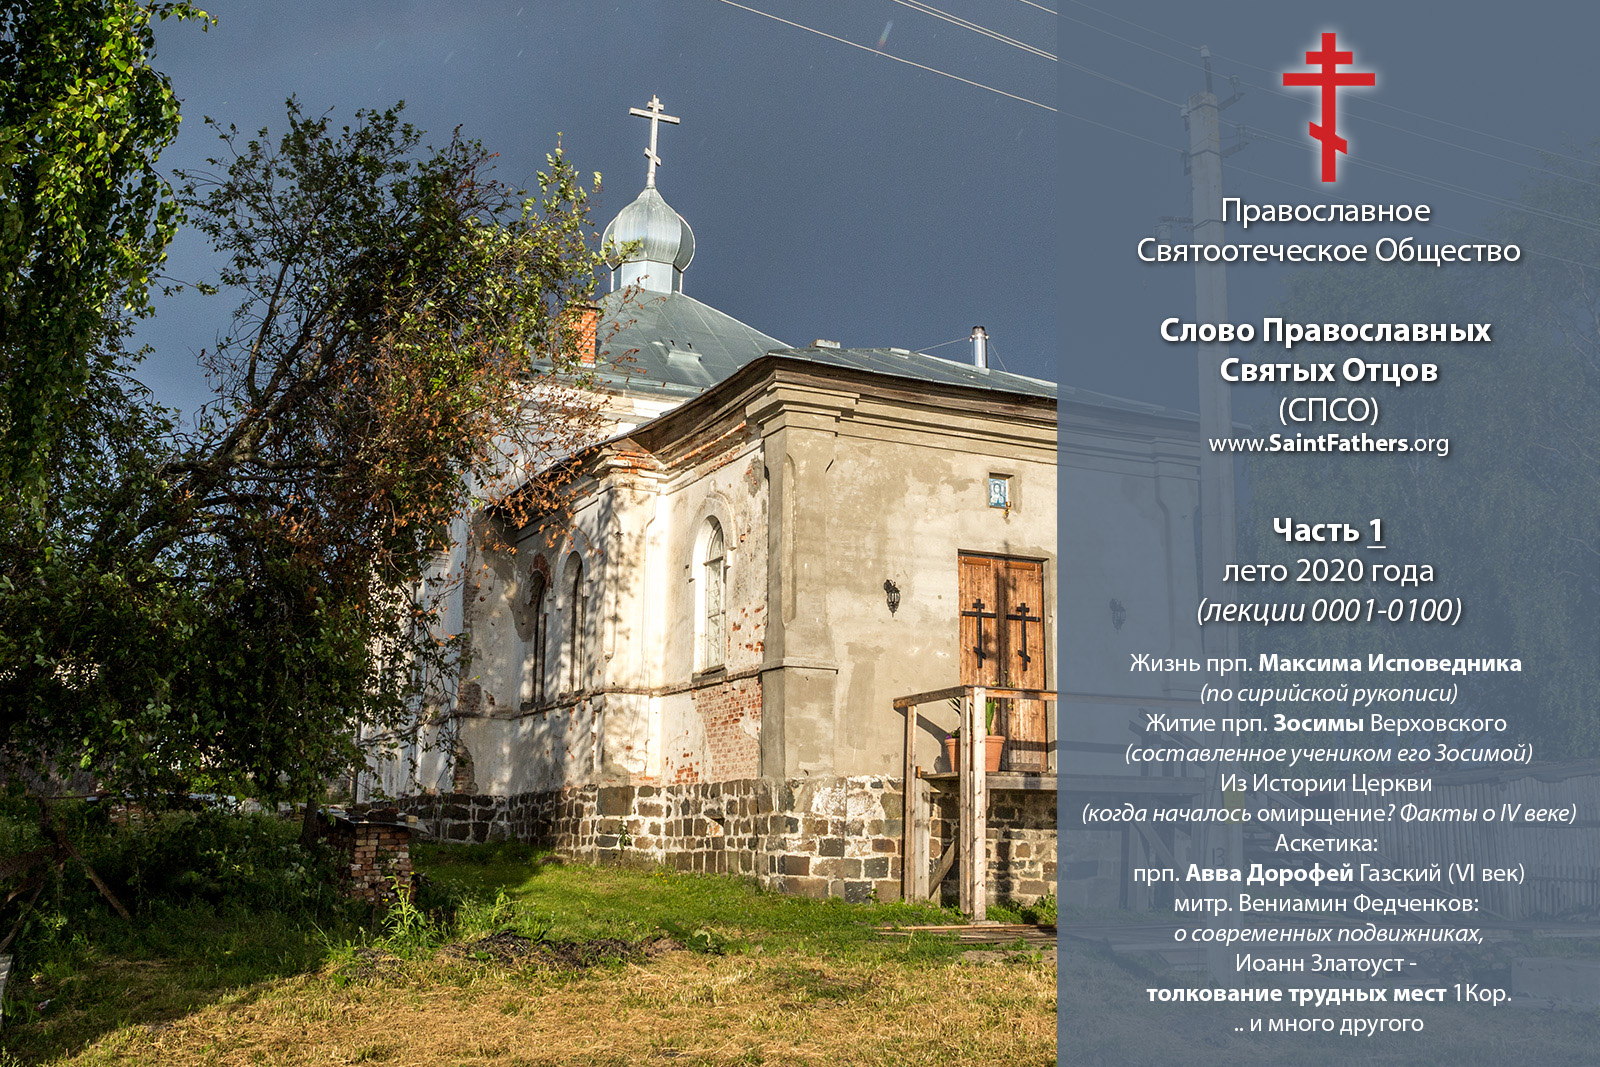 Православное
Святоотеческое Общество
Слово Православных
Святых Отцов
(СПСО)
www.SaintFathers.org
Часть 1
лето 2020 года
(лекции 0001-0100)
Жизнь прп. Максима Исповедника
(по сирийской рукописи)
Житие прп. Зосимы Верховского
(составленное учеником его Зосимой)
Из Истории Церкви
(когда началось омирщение? Факты о IV веке)
Аскетика:
прп. Авва Дорофей Газский (VI век)
митр. Вениамин Федченков:
о современных подвижниках,
Иоанн Златоуст -
толкование трудных мест 1Кор.
.. и много другого